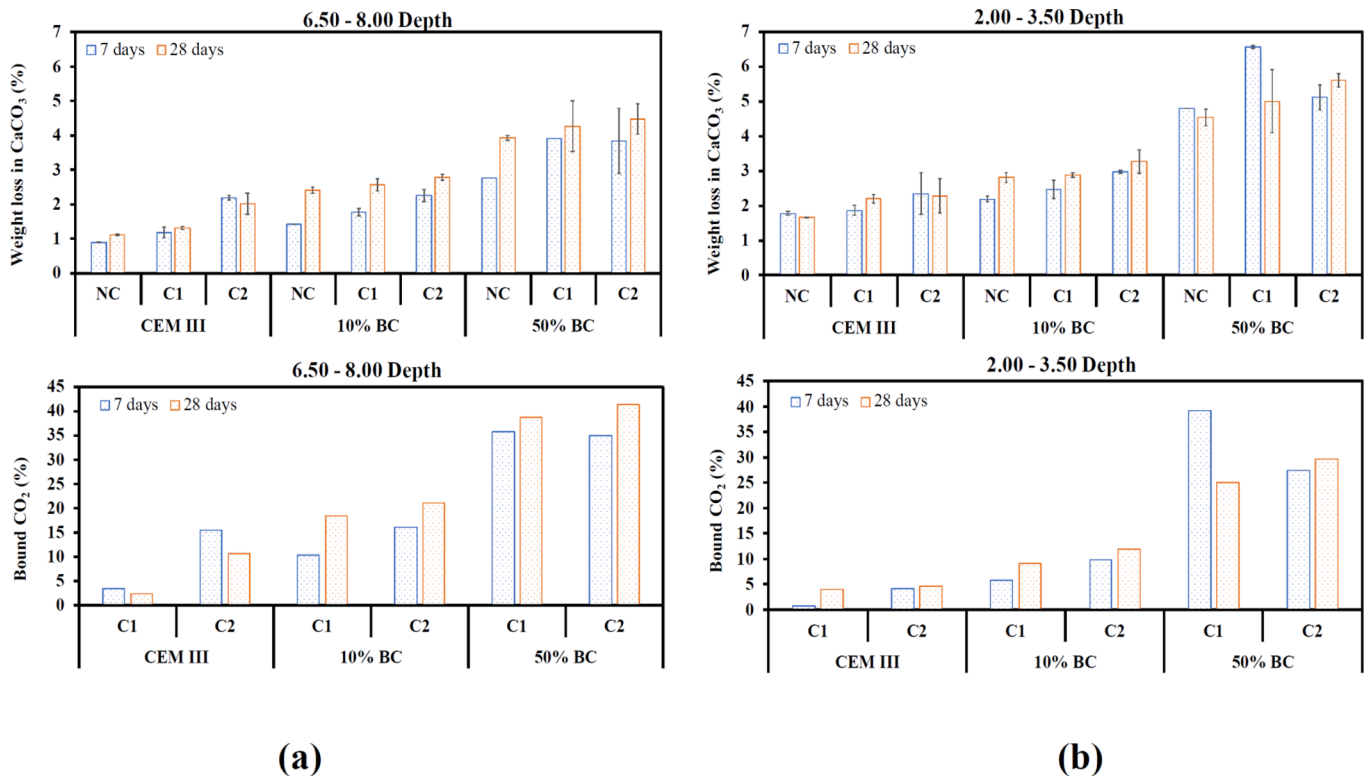 6.50 - 8.00 Depth
Weight loss in CaCO3 (%)
7
6
5
4
3
2
1
0
7 days 28 days
NC C1 C2 NC C1 C2 NC C1 C2
CEM III 10% BC 50% BC
6.50 - 8.00 Depth
Bound CO2 (%)
45
40
35
30
25
20
15
10
5
0
7 days 28 days
C1 C2 C1 C2 C1 C2
CEM III 10% BC 50% BC
(a)
2.00 - 3.50 Depth
Weight loss in CaCO3 (%)
7
6
5
4
3
2
1
0
7 days 28 days
NC C1 C2 NC C1 C2 NC C1 C2
CEM III 10% BC 50% BC
2.00 - 3.50 Depth
Bound CO2 (%)
45
40
35
30
25
20
15
10
5
0
7 days 28 days
C1 C2 C1 C2 C1 C2
CEM III 10% BC 50% BC
(b)